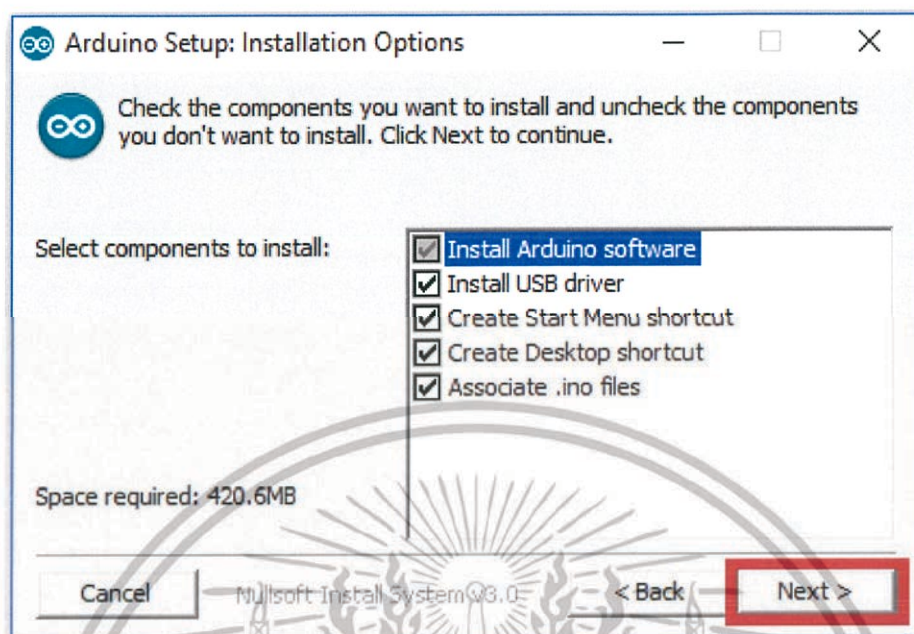 Arduino Setup: Installation Options
Check the components you want to install and uncheck the components
you don't want to install. Click Next to continue.
Select components to install:
Install Arduino software
Install USB driver
Create Start Menu shortcut
Create Desktop shortcut
Associate .ino files
Space required: 420.6MB
Cancel
Nullsoft Install System v3.0
< Back
Next >